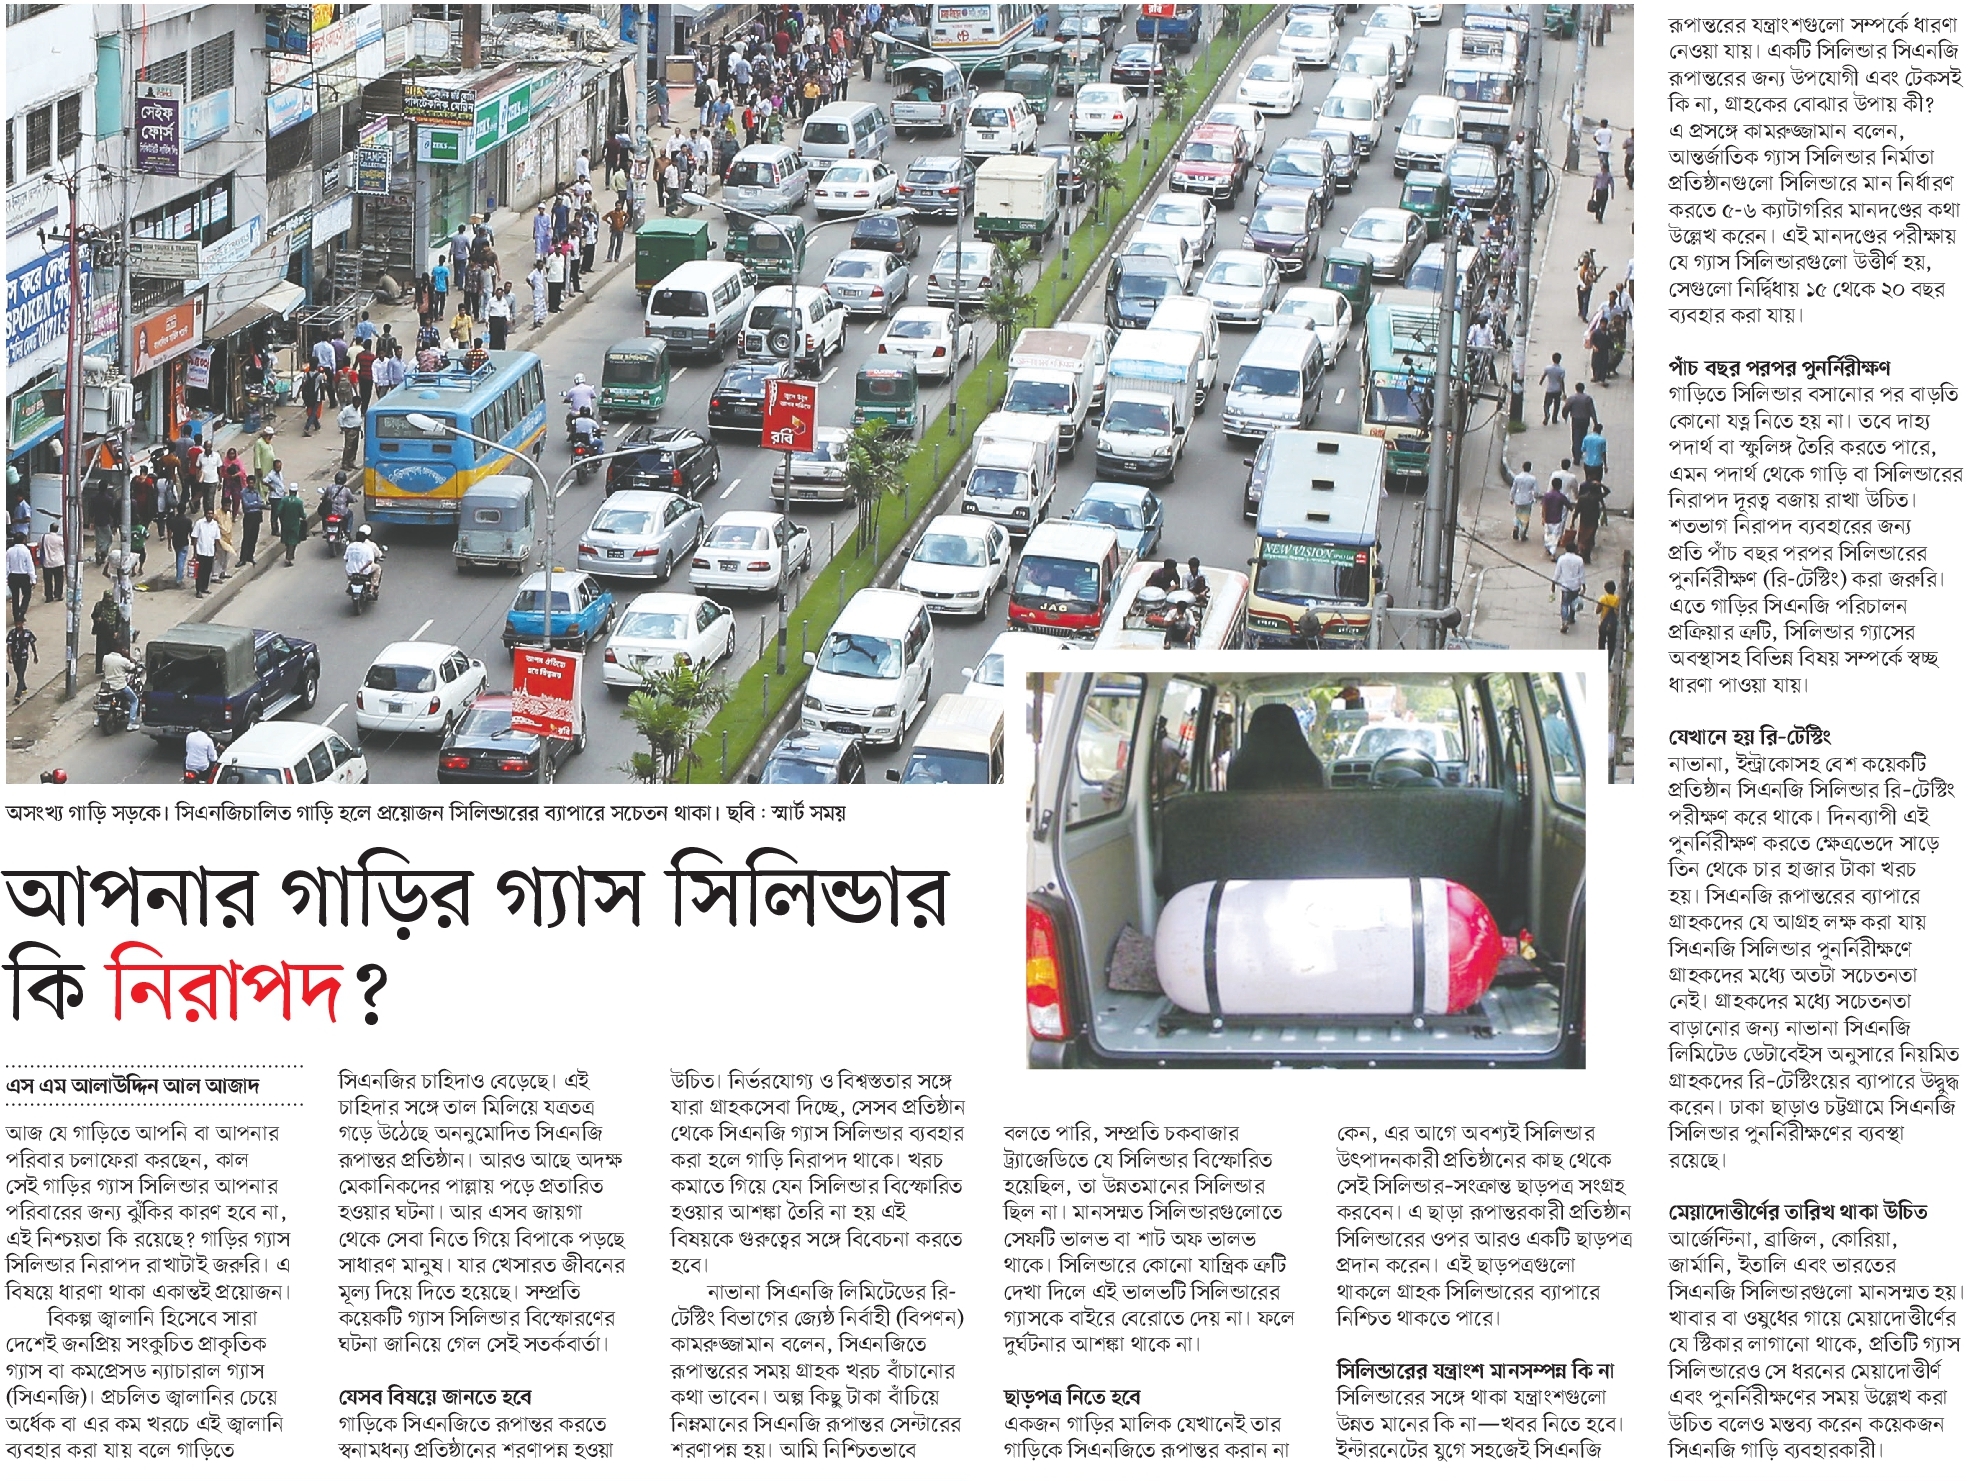 অসংখ্য গাড়ি সড়কে। সিএনজিচালিত গাড়ি হলে প্রয়োজন সিলিন্ডারের ব্যাপারে সচেতন থাকা। ছবি : স্মার্ট সময়
আপনার গাড়ির গ্যাস সিলিন্ডার
কি নিরাপদ?
এস এম আলাউদ্দিন আল আজাদ
আজ যে গাড়িতে আপনি বা আপনার
পরিবার চলাফেরা করছেন, কাল
সেই গাড়ির গ্যাস সিলিন্ডার আপনার
পরিবারের জন্য ঝুঁকির কারণ হবে না,
এই নিশ্চয়তা কি রয়েছে? গাড়ির গ্যাস
সিলিন্ডার নিরাপদ রাখাটাই জরুরি। এ
বিষয়ে ধারণা থাকা একান্তই প্রয়োজন।
বিকল্প জ্বালানি হিসেবে সারা
দেশেই জনপ্রিয় সংকুচিত প্রাকৃতিক
গ্যাস বা কমপ্রেসড ন্যাচারাল গ্যাস
(সিএনজি)। প্রচলিত জ্বালানির চেয়ে
অর্ধেক বা এর কম খরচে এই জ্বালানি
ব্যবহার করা যায় বলে গাড়িতে
সিএনজির চাহিদাও বেড়েছে। এই
চাহিদার সঙ্গে তাল মিলিয়ে যত্রতত্র
গড়ে উঠেছে অননুমোদিত সিএনজি
রূপান্তর প্রতিষ্ঠান। আরও আছে অদক্ষ
মেকানিকদের পাল্লায় পড়ে প্রতারিত
হওয়ার ঘটনা। আর এসব জায়গা
থেকে সেবা নিতে গিয়ে বিপাকে পড়ছে
সাধারণ মানুষ। যার খেসারত জীবনের
মূল্য দিয়ে দিতে হয়েছে। সম্প্রতি
কয়েকটি গ্যাস সিলিন্ডার বিস্ফোরণের
ঘটনা জানিয়ে গেল সেই সতর্কবার্তা।
যেসব বিষয়ে জানতে হবে
গাড়িকে সিএনজিতে রূপান্তর করতে
স্বনামধন্য প্রতিষ্ঠানের শরণাপন্ন হওয়া
উচিত। নির্ভরযোগ্য ও বিশ্বস্ততার সঙ্গে
যারা গ্রাহকসেবা দিচ্ছে, সেসব প্রতিষ্ঠান
থেকে সিএনজি গ্যাস সিলিন্ডার ব্যবহার
করা হলে গাড়ি নিরাপদ থাকে। খরচ
কমাতে গিয়ে যেন সিলিন্ডার বিস্ফোরিত
হওয়ার আশঙ্কা তৈরি না হয় এই
বিষয়কে গুরুত্বের সঙ্গে বিবেচনা করতে
হবে।
নাভানা সিএনজি লিমিটেডের রি-
টেস্টিং বিভাগের জ্যেষ্ঠ নির্বাহী (বিপণন)
কামরুজ্জামান বলেন, সিএনজিতে
রূপান্তরের সময় গ্রাহক খরচ বাঁচানোর
কথা ভাবেন। অল্প কিছু টাকা বাঁচিয়ে
নিম্নমানের সিএনজি রূপান্তর সেন্টারের
শরণাপন্ন হয়। আমি নিশ্চিতভাবে
বলতে পারি, সম্প্রতি চকবাজার
ট্র্যাজেডিতে যে সিলিন্ডার বিস্ফোরিত
হয়েছিল, তা উন্নতমানের সিলিন্ডার
ছিল না। মানসম্মত সিলিন্ডারগুলোতে
সেফটি ভালভ বা শাট অফ ভালভ
থাকে। সিলিন্ডারে কোনো যান্ত্রিক ত্রুটি
দেখা দিলে এই ভালভটি সিলিন্ডারের
গ্যাসকে বাইরে বেরোতে দেয় না। ফলে
দুর্ঘটনার আশঙ্কা থাকে না।
ছাড়পত্র নিতে হবে
একজন গাড়ির মালিক যেখানেই তার
গাড়িকে সিএনজিতে রূপান্তর করান না
কেন, এর আগে অবশ্যই সিলিন্ডার
উৎপাদনকারী প্রতিষ্ঠানের কাছ থেকে
সেই সিলিন্ডার-সংক্রান্ত ছাড়পত্র সংগ্রহ
করবেন। এ ছাড়া রূপান্তরকারী প্রতিষ্ঠান
সিলিন্ডারের ওপর আরও একটি ছাড়পত্র
প্রদান করেন। এই ছাড়পত্রগুলো
থাকলে গ্রাহক সিলিন্ডারের ব্যাপারে
নিশ্চিত থাকতে পারে।
সিলিন্ডারের যন্ত্রাংশ মানসম্পন্ন কি না
সিলিন্ডারের সঙ্গে থাকা যন্ত্রাংশগুলো
উন্নত মানের কি না—খবর নিতে হবে।
ইন্টারনেটের যুগে সহজেই সিএনজি
রূপান্তরের যন্ত্রাংশগুলো সম্পর্কে ধারণা
নেওয়া যায়। একটি সিলিন্ডার সিএনজি
রূপান্তরের জন্য উপযোগী এবং টেকসই
কি না, গ্রাহকের বোঝার উপায় কী?
এ প্রসঙ্গে কামরুজ্জামান বলেন,
আন্তর্জাতিক গ্যাস সিলিন্ডার নির্মাতা
প্রতিষ্ঠানগুলো সিলিন্ডারে মান নির্ধারণ
করতে ৫-৬ ক্যাটাগরির মানদণ্ডের কথা
উল্লেখ করেন। এই মানদণ্ডের পরীক্ষায়
যে গ্যাস সিলিন্ডারগুলো উত্তীর্ণ হয়,
সেগুলো নির্দ্বিধায় ১৫ থেকে ২০ বছর
ব্যবহার করা যায়।
পাঁচ বছর পরপর পুনর্নিরীক্ষণ
গাড়িতে সিলিন্ডার বসানোর পর বাড়তি
কোনো যত্ন নিতে হয় না। তবে দাহ্য
পদার্থ বা স্ফুলিঙ্গ তৈরি করতে পারে,
এমন পদার্থ থেকে গাড়ি বা সিলিন্ডারের
নিরাপদ দূরত্ব বজায় রাখা উচিত।
শতভাগ নিরাপদ ব্যবহারের জন্য
প্রতি পাঁচ বছর পরপর সিলিন্ডারের
পুনর্নিরীক্ষণ (রি-টেস্টিং) করা জরুরি।
এতে গাড়ির সিএনজি পরিচালন
প্রক্রিয়ার ত্রুটি, সিলিন্ডার গ্যাসের
অবস্থাসহ বিভিন্ন বিষয় সম্পর্কে স্বচ্ছ
ধারণা পাওয়া যায়।
যেখানে হয় রি-টেস্টিং
নাভানা, ইন্ট্রাকোসহ বেশ কয়েকটি
প্রতিষ্ঠান সিএনজি সিলিন্ডার রি-টেস্টিং
পরীক্ষণ করে থাকে। দিনব্যাপী এই
পুনর্নিরীক্ষণ করতে ক্ষেত্রভেদে সাড়ে
তিন থেকে চার হাজার টাকা খরচ
হয়। সিএনজি রূপান্তরের ব্যাপারে
গ্রাহকদের যে আগ্রহ লক্ষ করা যায়
সিএনজি সিলিন্ডার পুনর্নিরীক্ষণে
গ্রাহকদের মধ্যে অতটা সচেতনতা
নেই। গ্রাহকদের মধ্যে সচেতনতা
বাড়ানোর জন্য নাভানা সিএনজি
লিমিটেড ডেটাবেইস অনুসারে নিয়মিত
গ্রাহকদের রি-টেস্টিংয়ের ব্যাপারে উদ্বুদ্ধ
করেন। ঢাকা ছাড়াও চট্টগ্রামে সিএনজি
সিলিন্ডার পুনর্নিরীক্ষণের ব্যবস্থা
রয়েছে।
মেয়াদোত্তীর্ণের তারিখ থাকা উচিত
আর্জেন্টিনা, ব্রাজিল, কোরিয়া,
জার্মানি, ইতালি এবং ভারতের
সিএনজি সিলিন্ডারগুলো মানসম্মত হয়।
খাবার বা ওষুধের গায়ে মেয়াদোত্তীর্ণের
যে স্টিকার লাগানো থাকে, প্রতিটি গ্যাস
সিলিন্ডারেও সে ধরনের মেয়াদোত্তীর্ণ
এবং পুনর্নিরীক্ষণের সময় উল্লেখ করা
উচিত বলেও মন্তব্য করেন কয়েকজন
সিএনজি গাড়ি ব্যবহারকারী।
সেইফ
ফোর্স
STAMPS
SPOKEN
রবি
NEW VISION
JAC